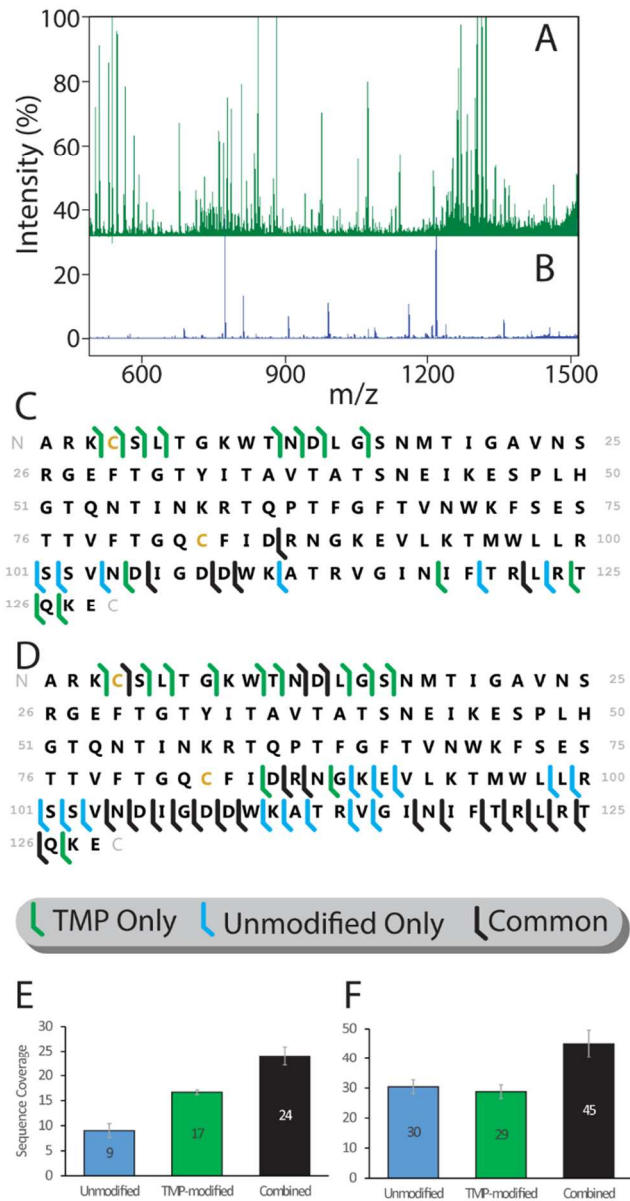 100
80
60
40
20
0
Intensity (%)
A
B
600 900 1200 1500
m/z
C
N A R K C S L T G K W T N D L G S N M T I G A V N S 25
26 R G E F T G T Y I T A V T A T S N E I K E S P L H 50
51 G T Q N T I N K R T Q P T F G F T V N W K F S E S 75
76 T T V F T G Q C F I D R N G K E V L K T M W L L R 100
101 S S V N D I G D D W K A T R V G I N I F T R L R T 125
126 Q K E C
D
N A R K C S L T G K W T N D L G S N M T I G A V N S 25
26 R G E F T G T Y I T A V T A T S N E I K E S P L H 50
51 G T Q N T I N K R T Q P T F G F T V N W K F S E S 75
76 T T V F T G Q C F I D R N G K E V L K T M W L L R 100
101 S S V N D I G D D W K A T R V G I N I F T R L R T 125
126 Q K E C
TMP Only Unmodified Only Common
E
Sequence Coverage
30
25
20
15
10
5
0
9
17
24
Unmodified TMP-modified Combined
F
50
40
30
20
10
0
30
29
45
Unmodified TMP-modified Combined